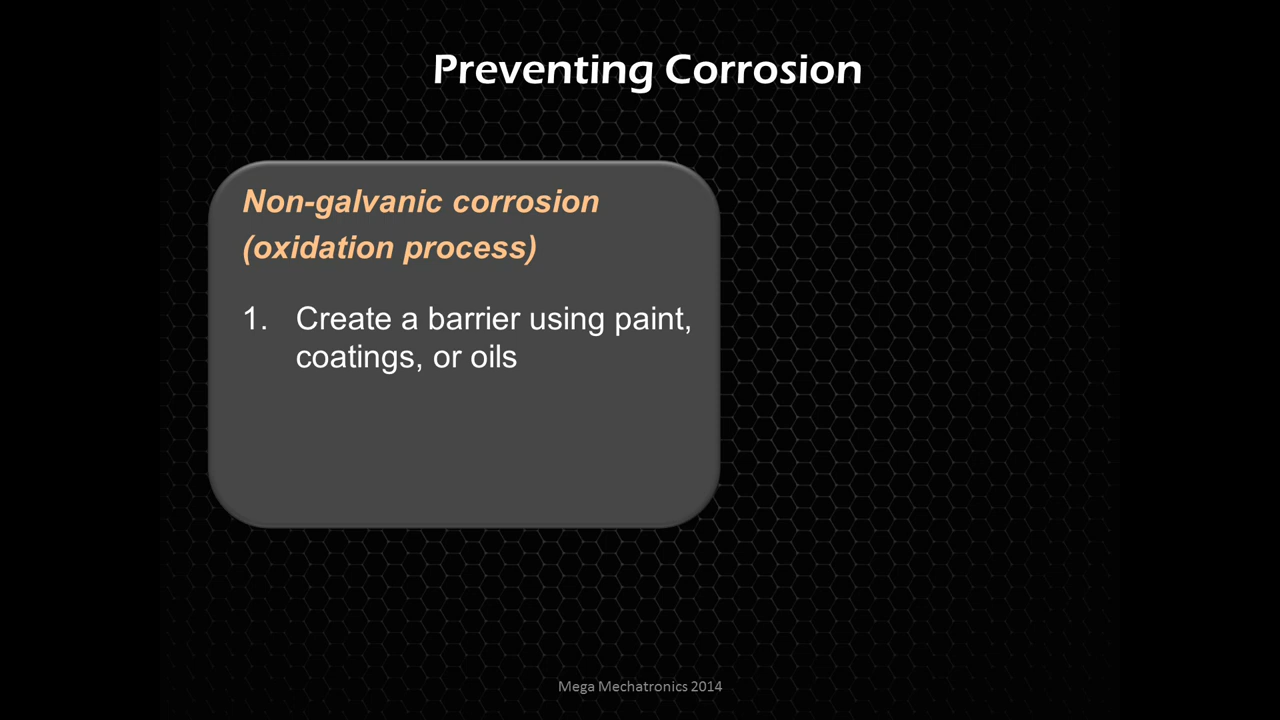 Preventing Corrosion
Non-galvanic corrosion
(oxidation process)
1. Create a barrier using paint,
coatings, or oils
Mega Mechatronics 2014